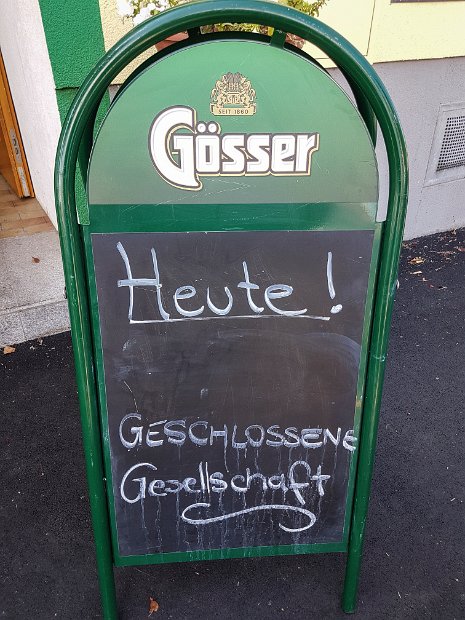 SEIT 1860
Gösser
Heute!
GESCHLOSSENE
Gesellschaft